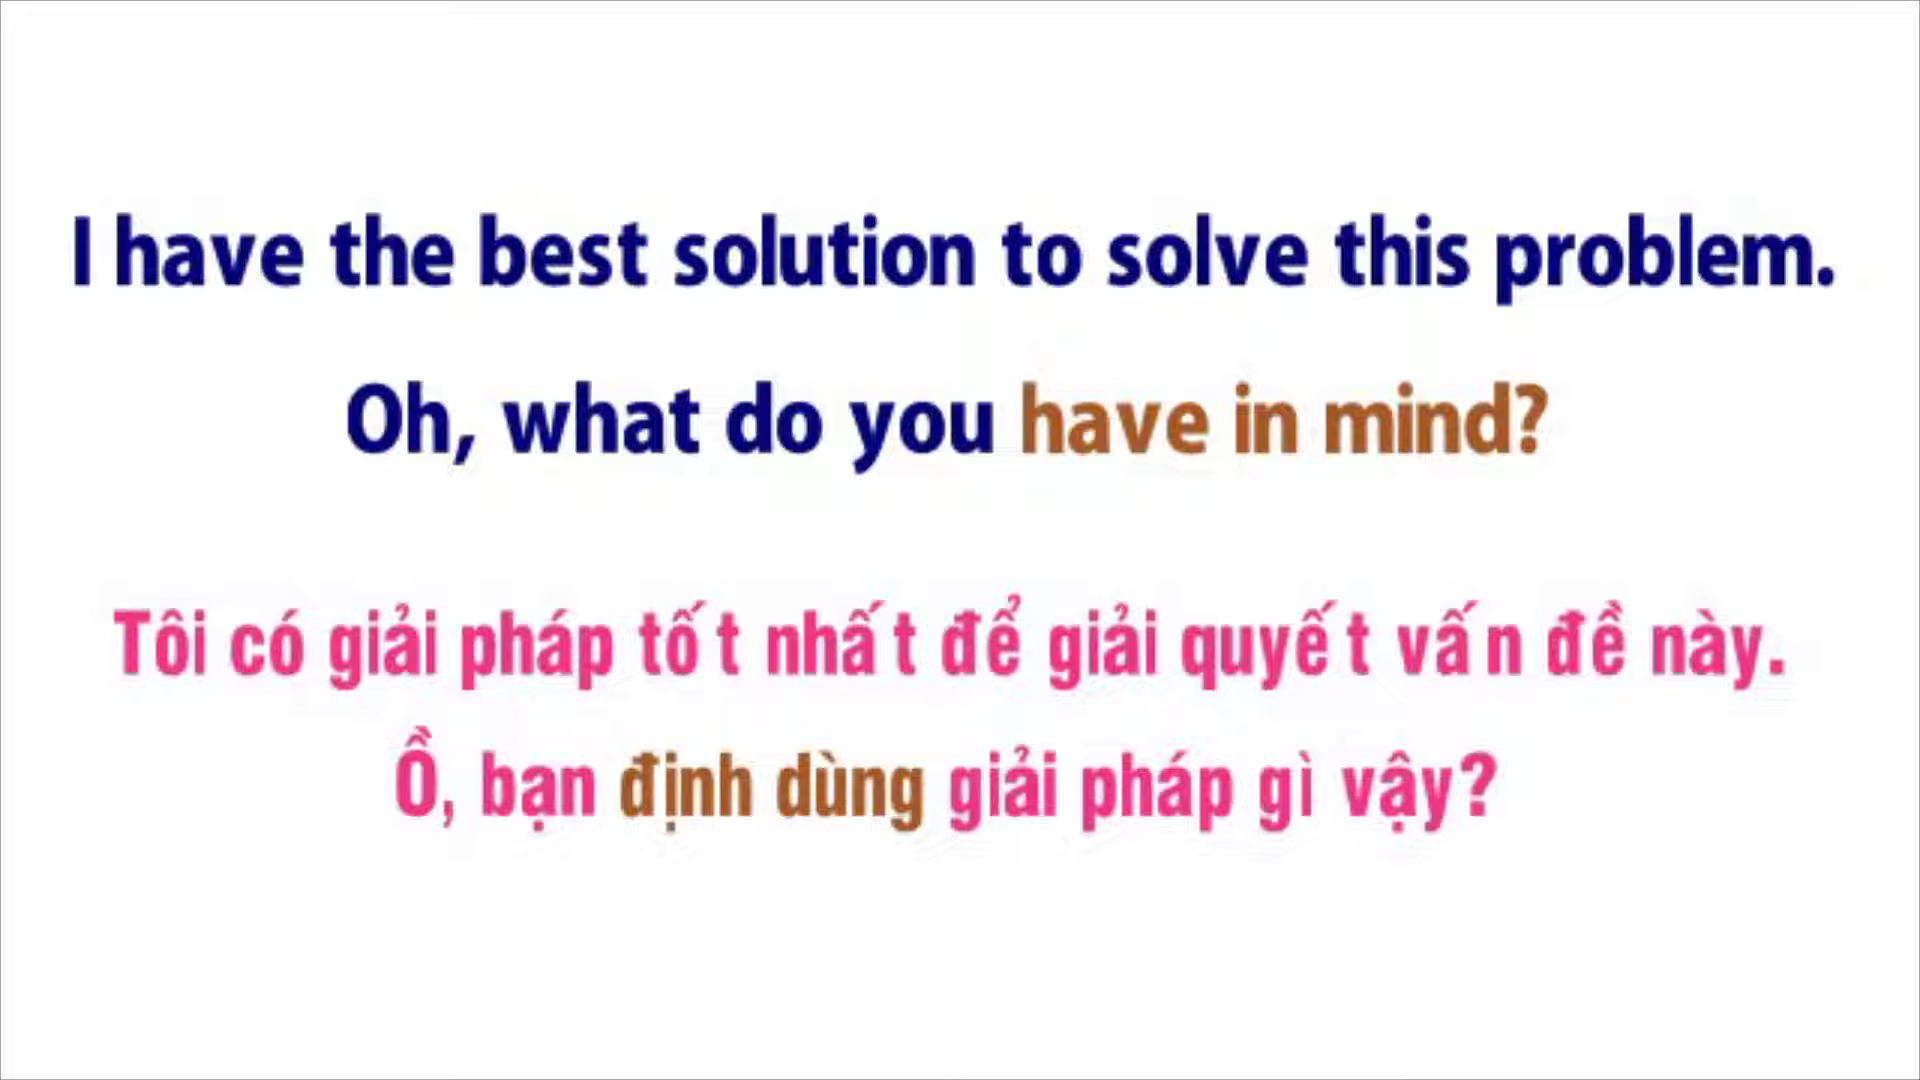 I have the best solution to solve this problem.
Oh, what do you have in mind?
Tôi có giải pháp tốt nhất để giải quyết vấn đề này.
Ồ, bạn định dùng giải pháp gì vậy?